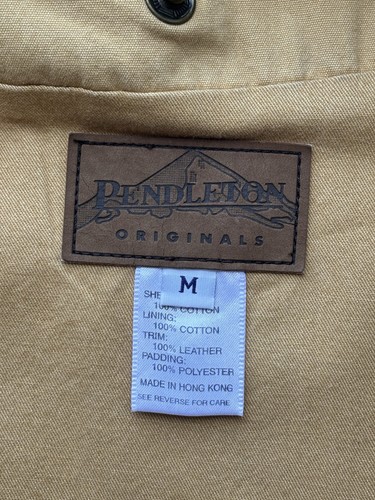 PENDLETON
ORIGINALS
M
SHE
100% COTTON
LINING:
100% COTTON
TRIM:
100% LEATHER
PADDING:
100% POLYESTER
MADE IN HONG KONG
SEE REVERSE FOR CARE